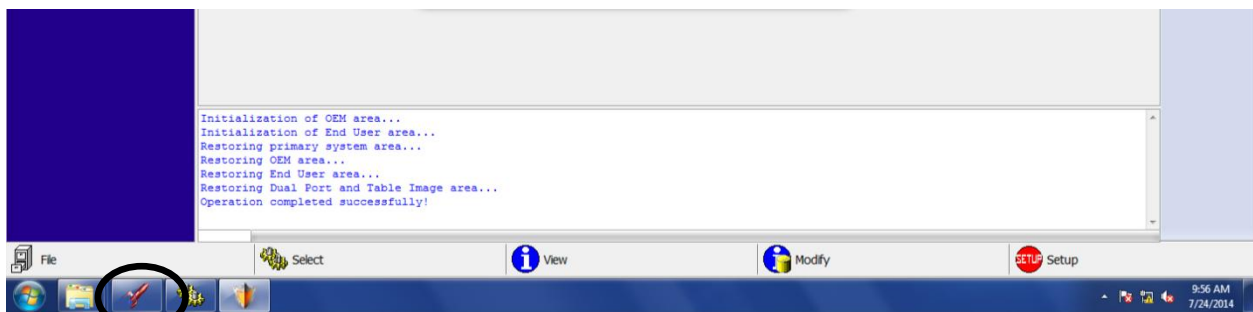 Initialization of OEM area...
Initialization of End User area...
Restoring primary system area...
Restoring OEM area...
Restoring End User area...
Restoring Dual Port and Table Image area...
Operation completed successfully!
File Select View Modify SETUP Setup
9:56 AM
7/24/2014